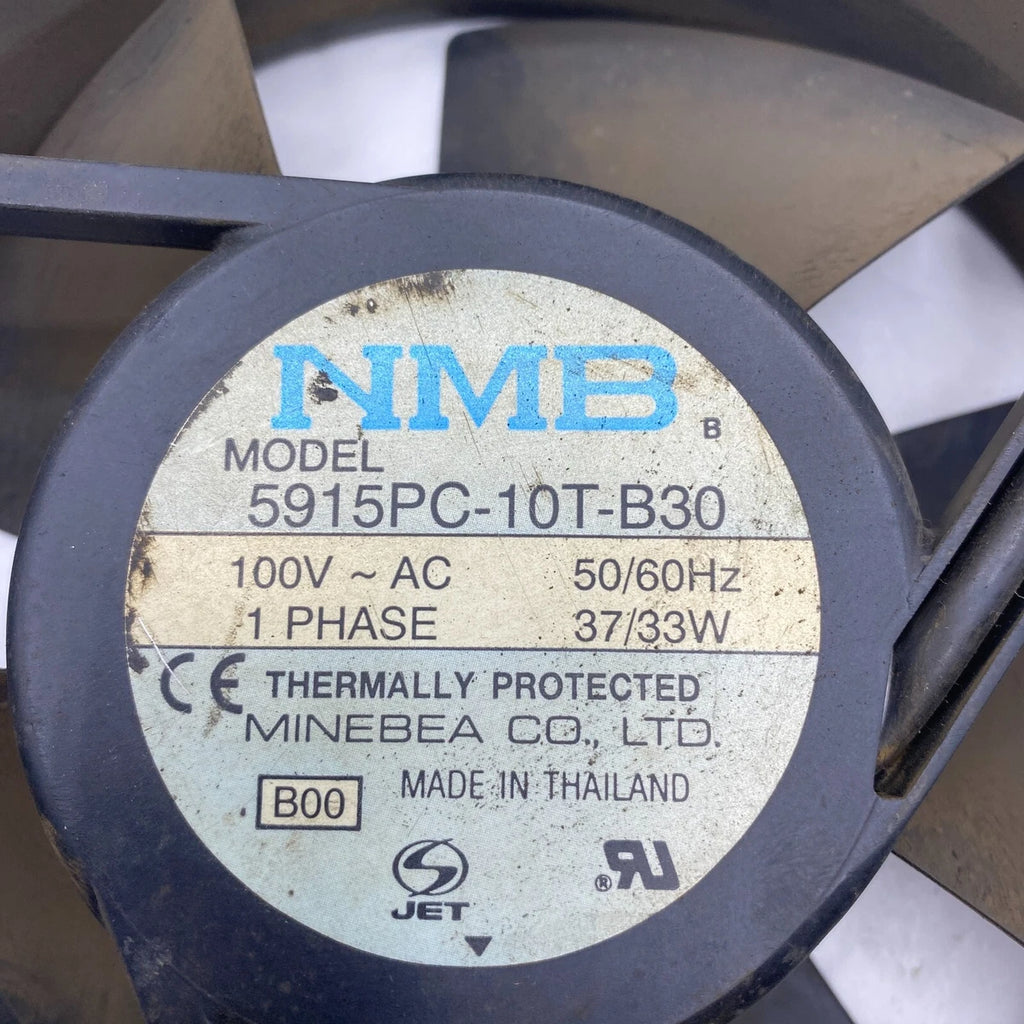 NMB B
MODEL
5915PC-10T-B30
100V ~ AC 50/60Hz
1 PHASE 37/33W
CE THERMALLY PROTECTED
MINEBEA CO., LTD.
MADE IN THAILAND
B00
JET
RU®